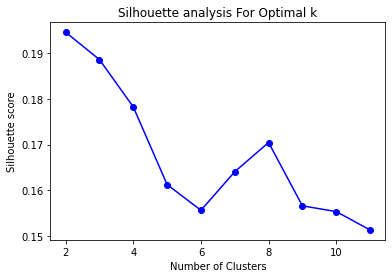 Silhouette analysis For Optimal k
Silhouette score
0.19
0.18
0.17
0.16
0.15
2 4 6 8 10
Number of Clusters